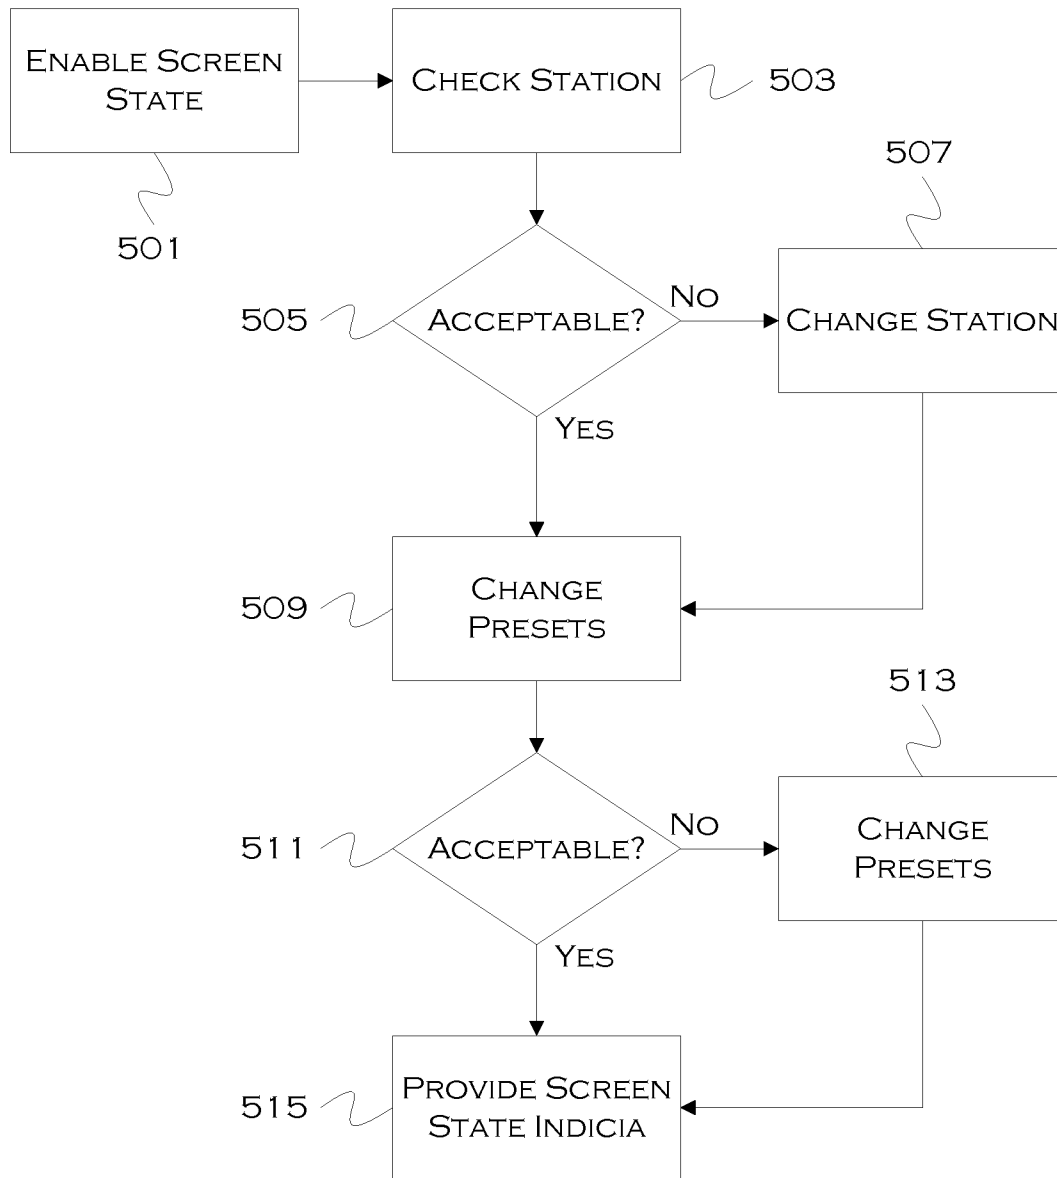 ENABLE SCREEN
STATE
501
CHECK STATION
503
507
505
ACCEPTABLE?
NO
CHANGE STATION
YES
509
CHANGE
PRESETS
513
511
ACCEPTABLE?
NO
CHANGE
PRESETS
YES
515
PROVIDE SCREEN
STATE INDICIA